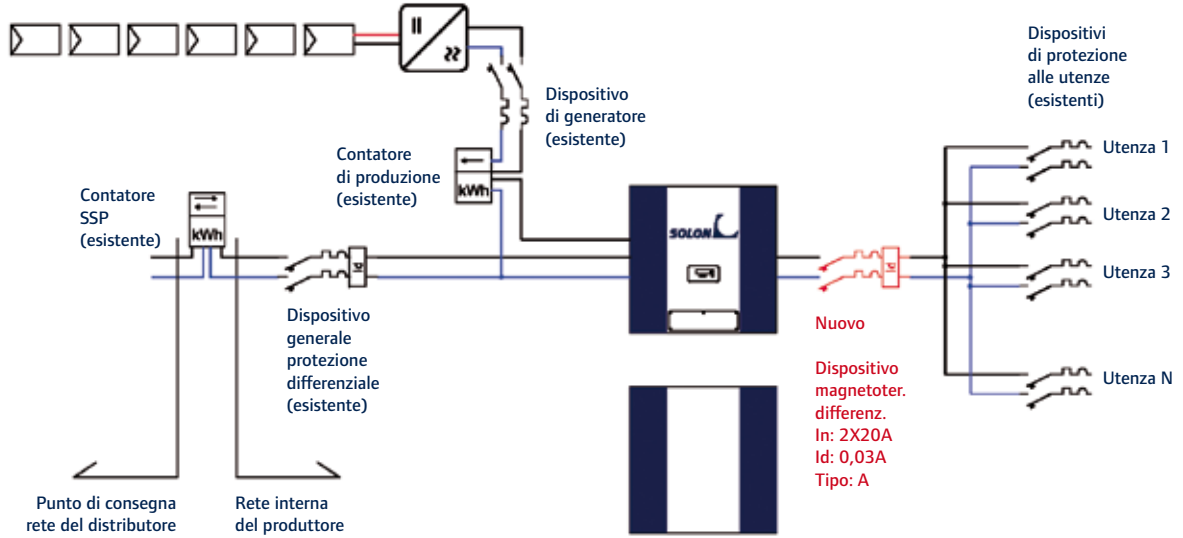 Dispositivi
di protezione
alle utenze
(esistenti)
Dispositivo
di generatore
(esistente)
Contatore
di produzione
(esistente)
kWh
Contatore
SSP
(esistente)
kWh
Id
SOLON
Id
Utenza 1
Utenza 2
Utenza 3
Utenza N
Dispositivo
generale
protezione
differenziale
(esistente)
Nuovo
Dispositivo
magnetoter.
differenz.
In: 2X20A
Id: 0,03A
Tipo: A
Punto di consegna
rete del distributore
Rete interna
del produttore